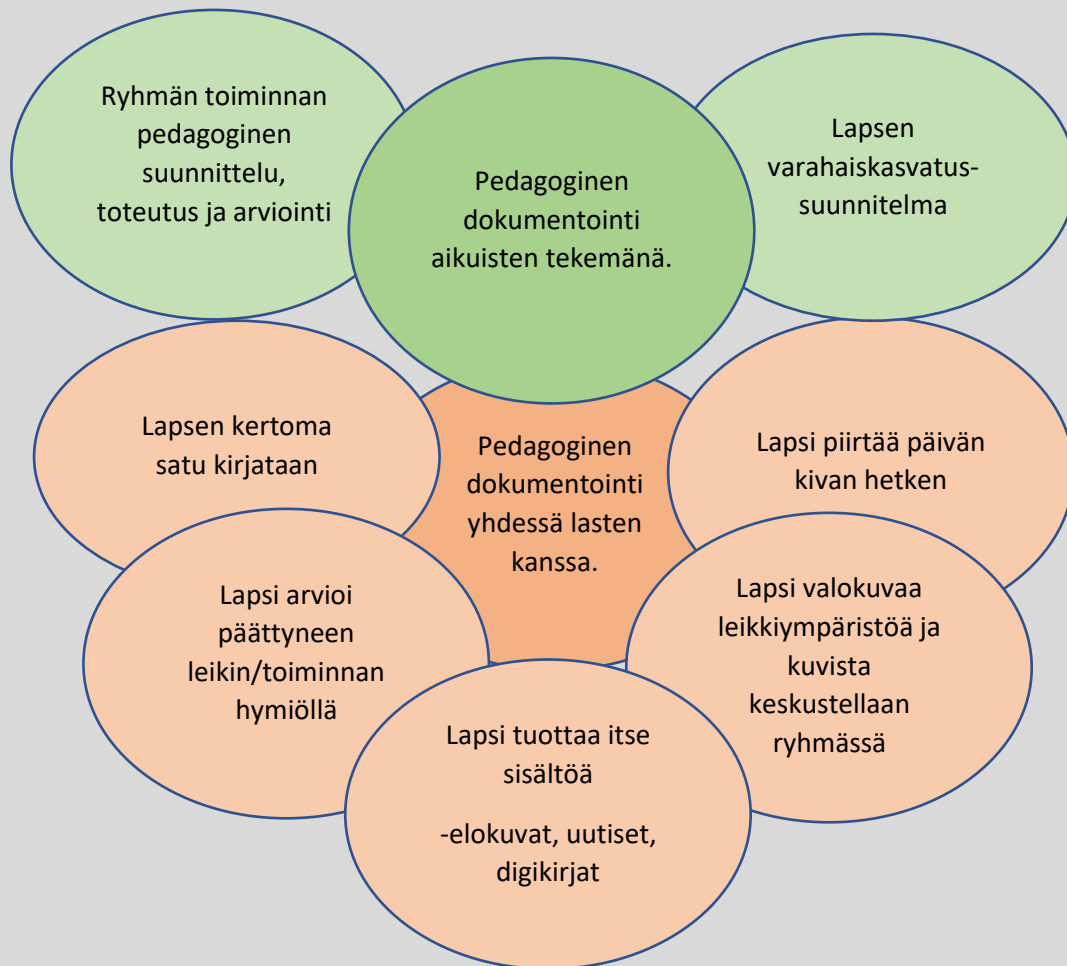 Ryhmän toiminnan
pedagoginen
suunnittelu,
toteutus ja arviointi
Pedagoginen
dokumentointi
aikuisten tekemänä.
Lapsen
varahaiskasvatus-
suunnitelma
Lapsen kertoma
satu kirjataan
Pedagoginen
dokumentointi
yhdessä lasten
kanssa.
Lapsi piirtää päivän
kivan hetken
Lapsi arvioi
päättyneen
leikin/toiminnan
hymiöllä
Lapsi valokuvaa
leikkiympäristöä ja
kuvista
keskustellaan
ryhmässä
Lapsi tuottaa itse
sisältöä
-elokuvat, uutiset,
digikirjat